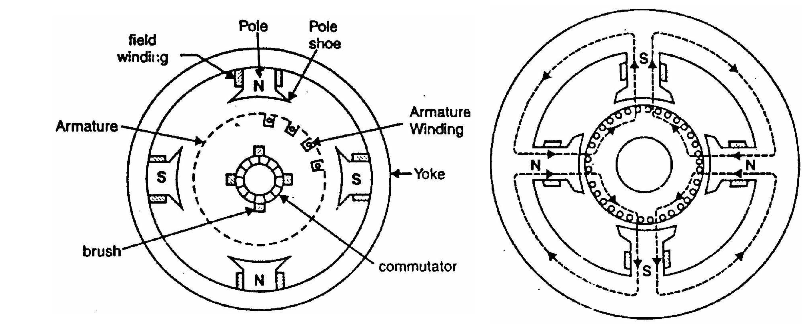 Pole
Pole
shoe
field
winding
N
Armature
Armature
Winding
S
S
Yoke
brush
N
commutator
S
N
N
S